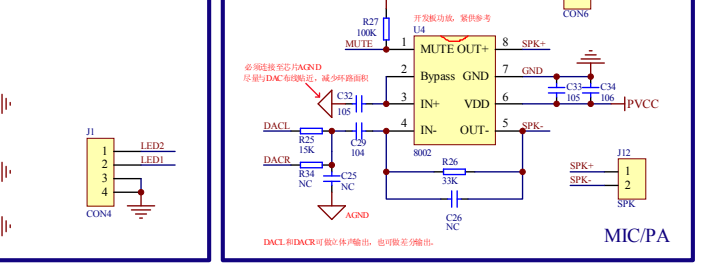 J1
1
2
3
4
LED2
LED1
CON4
CON6
R27
100K
MUTE
开发板功放,紧供参考
U4
1
2
3
4
MUTE OUT+
Bypass GND
IN+ VDD
IN- OUT-
8
7
6
5
8002
SPK+
GND
SPK-
必须连接至芯片AGND
尽量与DAC布线贴近,减少环路面积
C32
105
DACL
R25
15K
C29
104
DACR
R34
NC
C25
NC
AGND
R26
33K
C26
NC
C33
105
C34
106
PVCC
J12
SPK+
SPK-
1
2
SPK
DACL和DACR可做立体声输出,也可做差分输出。
MIC/PA